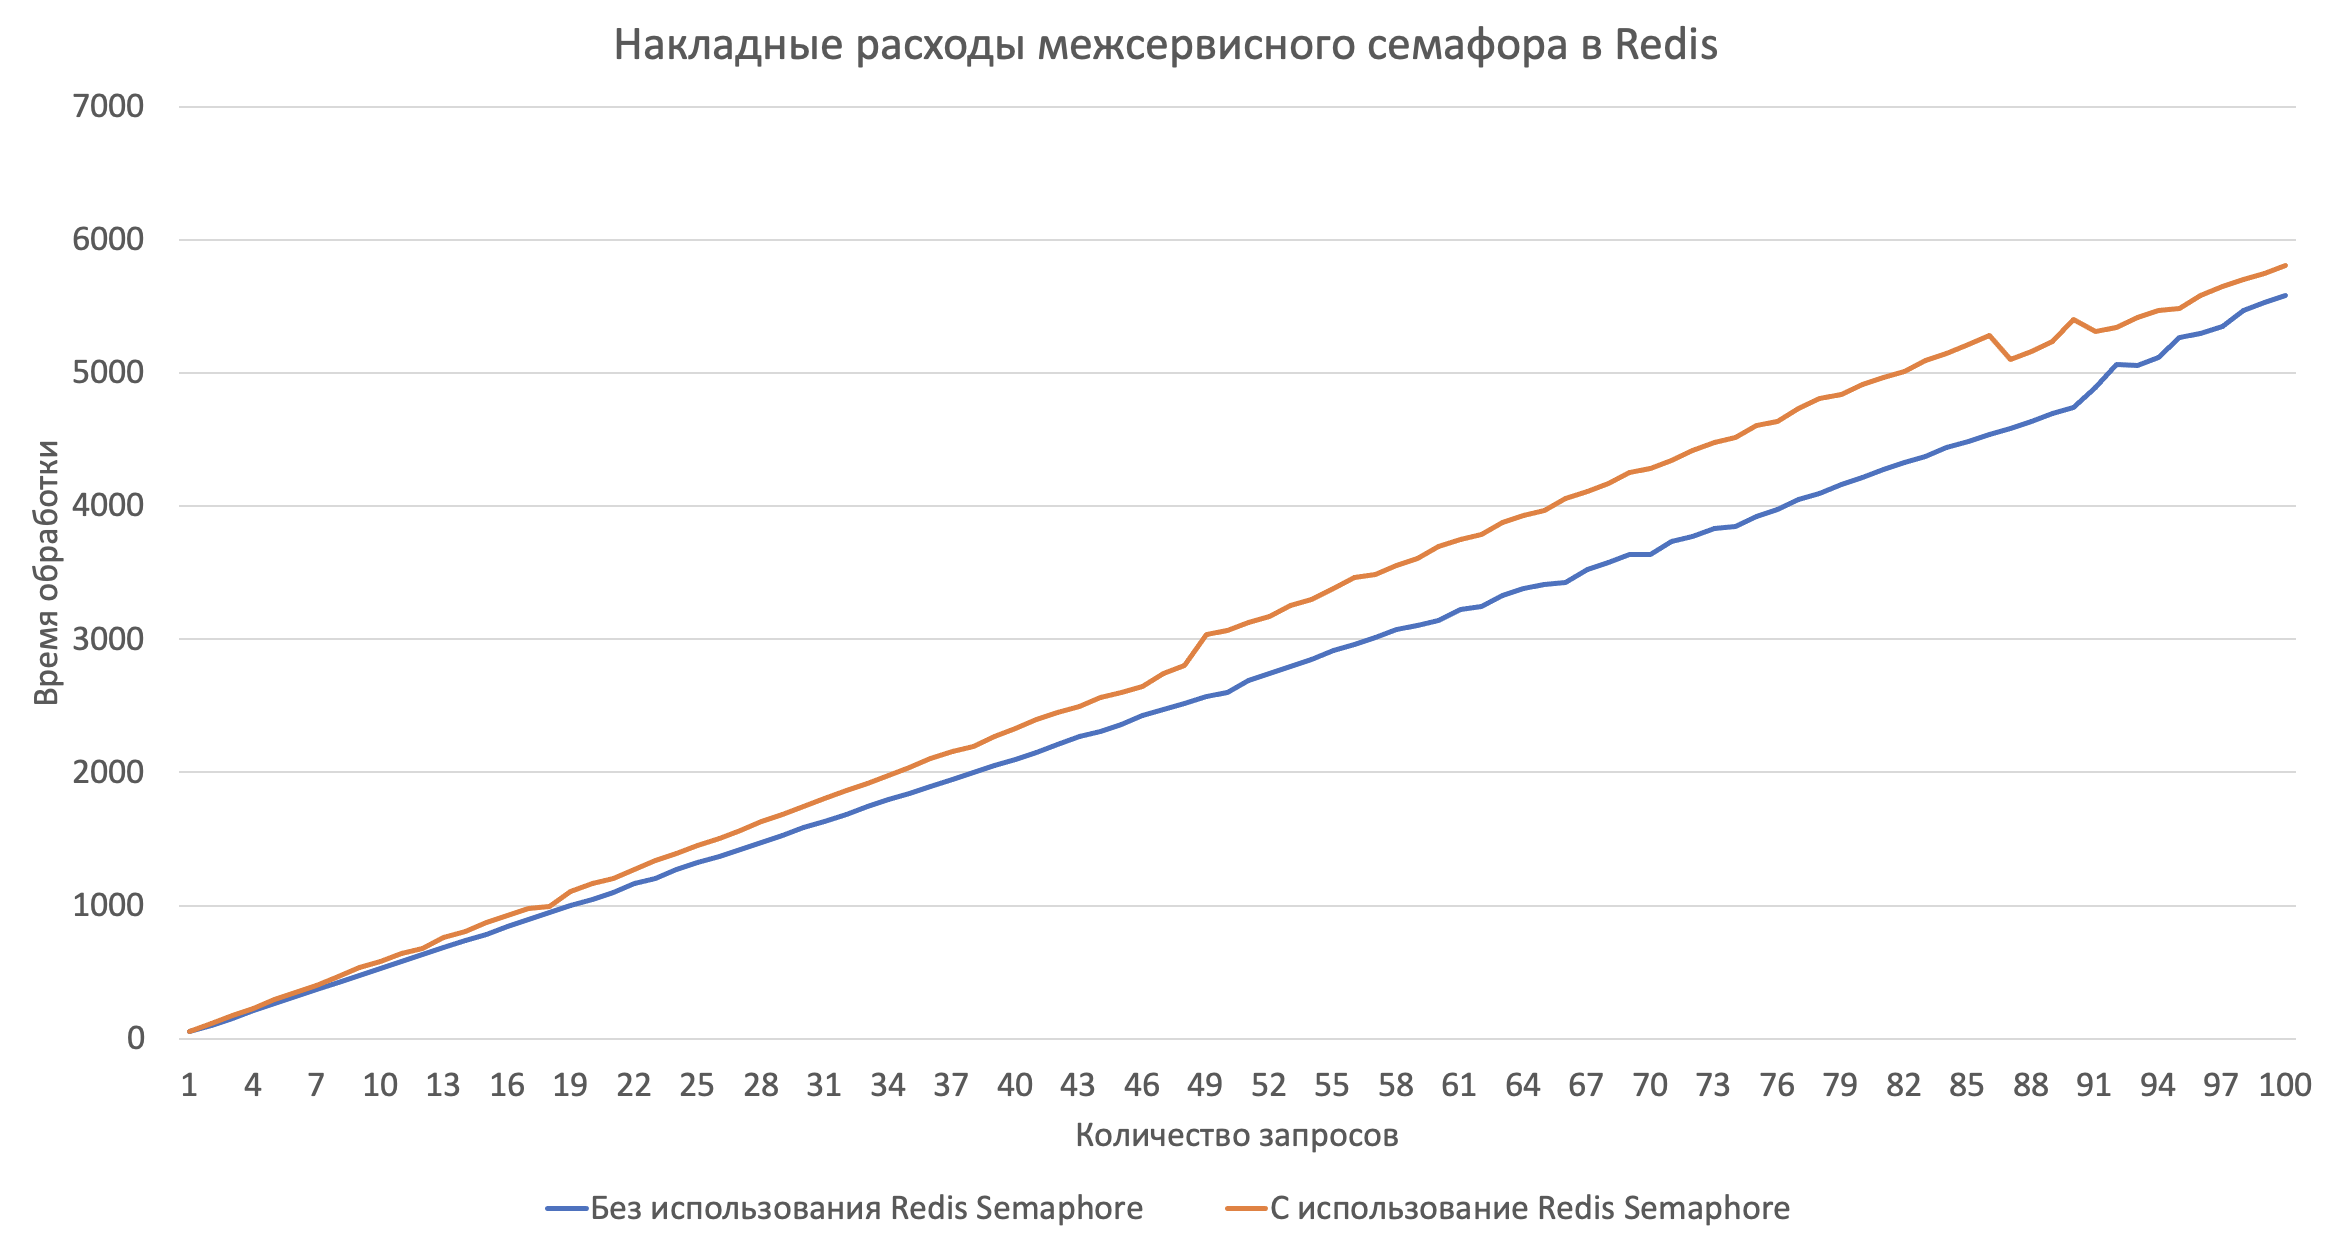 Накладные расходы межсервисного семафора в Redis
7000
6000
5000
4000
3000
2000
1000
0
Время обработки
1 4 7 10 13 16 19 22 25 28 31 34 37 40 43 46 49 52 55 58 61 64 67 70 73 76 79 82 85 88 91 94 97 100
Количество запросов
Без использования Redis Semaphore
С использование Redis Semaphore